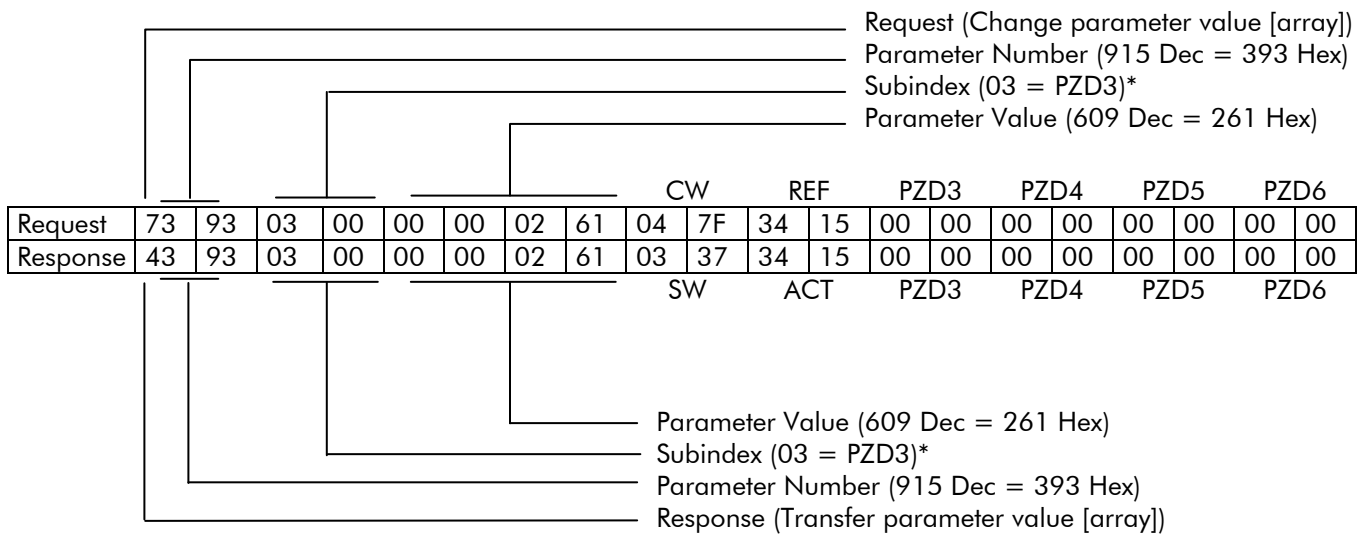 Request (Change parameter value [array])
Parameter Number (915 Dec = 393 Hex)
Subindex (03 = PZD3)*
Parameter Value (609 Dec = 261 Hex)
CW REF PZD3 PZD4 PZD5 PZD6
Request 73 93 03 00 00 00 02 61 04 7F 34 15 00 00 00 00 00 00 00 00
Response 43 93 03 00 00 00 02 61 03 37 34 15 00 00 00 00 00 00 00 00
SW ACT PZD3 PZD4 PZD5 PZD6
Parameter Value (609 Dec = 261 Hex)
Subindex (03 = PZD3)*
Parameter Number (915 Dec = 393 Hex)
Response (Transfer parameter value [array])